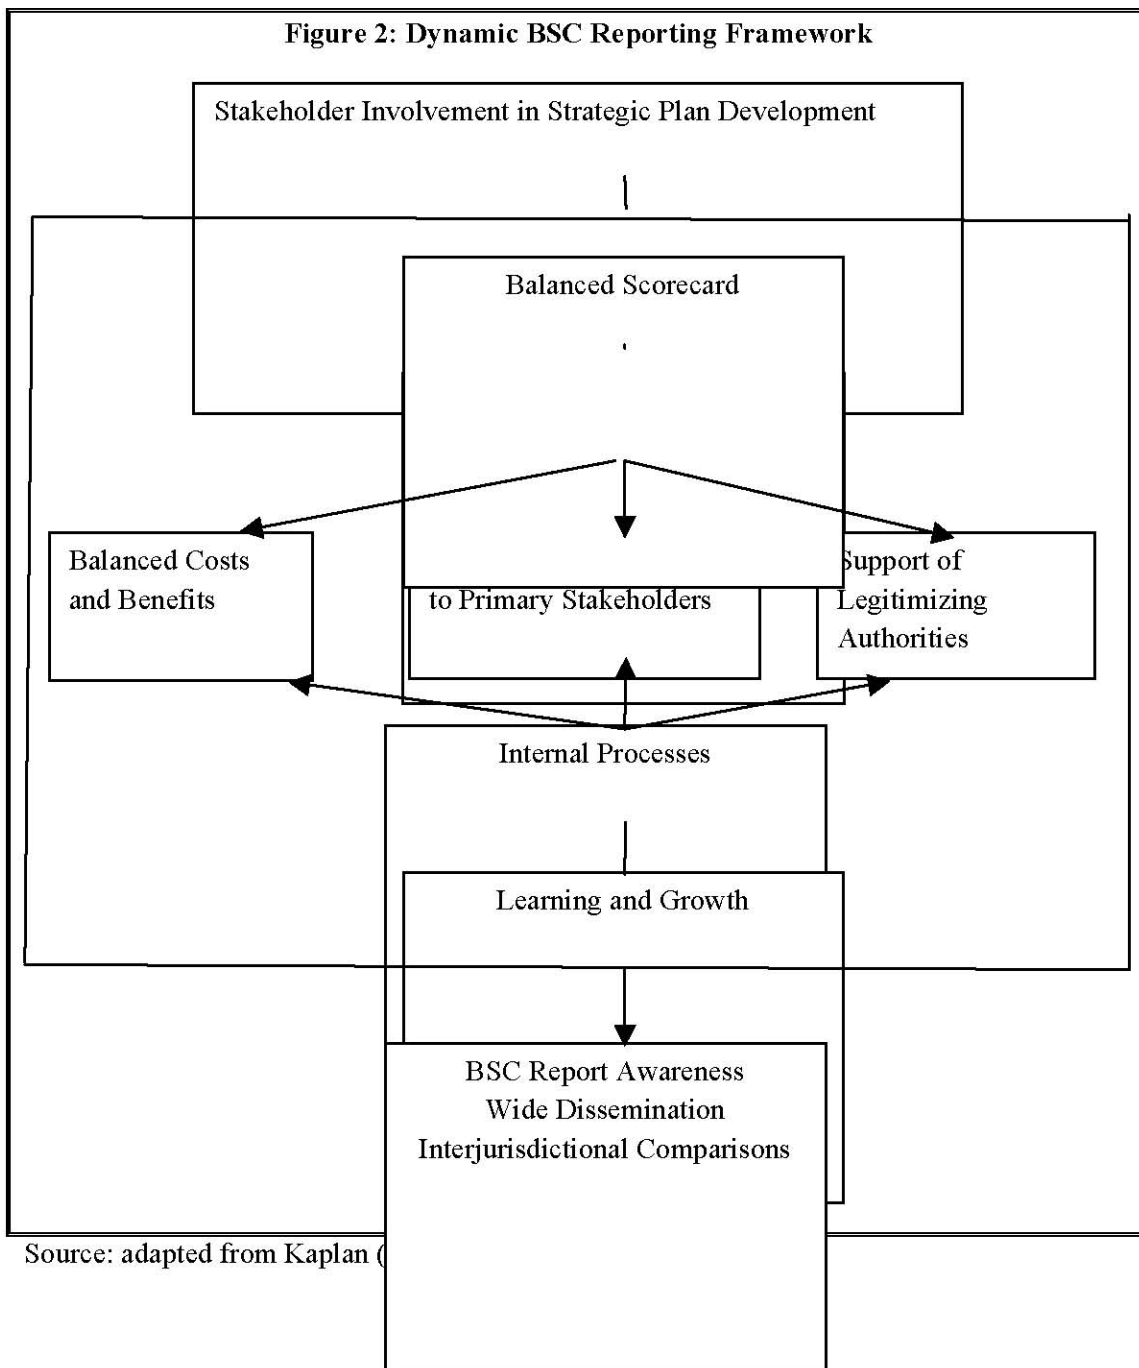 Figure 2: Dynamic BSC Reporting Framework
Stakeholder Involvement in Strategic Plan Development
Balanced Scorecard
Balanced Costs
and Benefits
to Primary Stakeholders
Support of
Legitimizing
Authorities
Internal Processes
Learning and Growth
BSC Report Awareness
Wide Dissemination
Interjurisdictional Comparisons
Source: adapted from Kaplan (